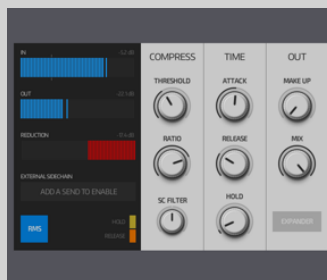 IN
OUT
REDUCTION
EXTERNAL SIDECHAIN
ADD A SEND TO ENABLE
RMS
HOLD
RELEASE
COMPRESS
THRESHOLD
RATIO
SC FILTER
TIME
ATTACK
RELEASE
HOLD
OUT
MAKE UP
MIX
EXPANDER